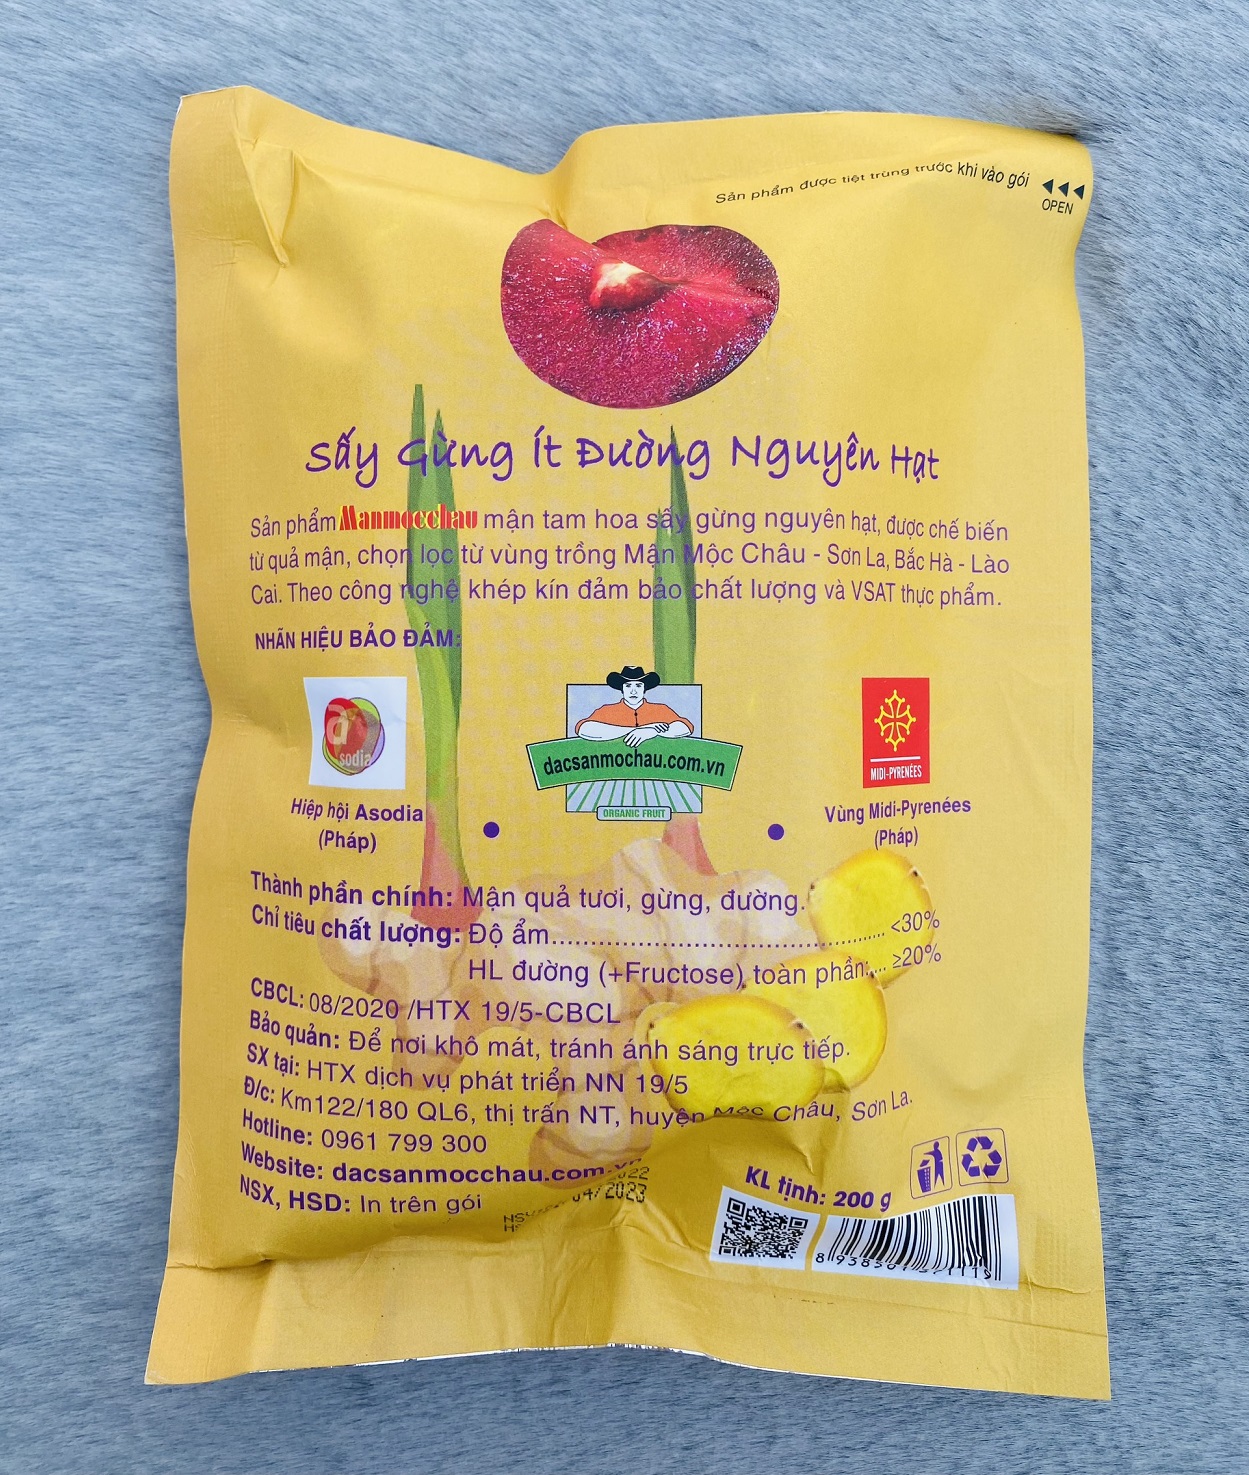 Sản phẩm được tiệt trùng trước khi vào gói
OPEN
Sấy Gừng Ít Đường Nguyên Hạt
Sản phẩm Manmocchau mận tam hoa sấy gừng nguyên hạt, được chế biến
từ quả mận, chọn lọc từ vùng trồng Mận Mộc Châu - Sơn La, Bắc Hà - Lào
Cai. Theo công nghệ khép kín đảm bảo chất lượng và VSAT thực phẩm.
NHÃN HIỆU BẢO ĐẢM:
asodia
dacsanmochau.com.vn
ORGANIC FRUIT
MIDI-PYRENÉES
Hiệp hội Asodia
(Pháp)
Vùng Midi-Pyrenées
(Pháp)
Thành phần chính: Mận quả tươi, gừng, đường.
Chỉ tiêu chất lượng: Độ ẩm............................................ <30%
HL đường (+Fructose) toàn phần:... ≥20%
CBCL: 08/2020 /HTX 19/5-CBCL
Bảo quản: Để nơi khô mát, tránh ánh sáng trực tiếp.
SX tại: HTX dịch vụ phát triển NN 19/5
Đ/c: Km122/180 QL6, thị trấn NT, huyện Mộc Châu, Sơn La.
Hotline: 0961 799 300
Website: dacsanmocchau.com.vn
NSX, HSD: In trên gói
04/2023
KL tịnh: 200 g